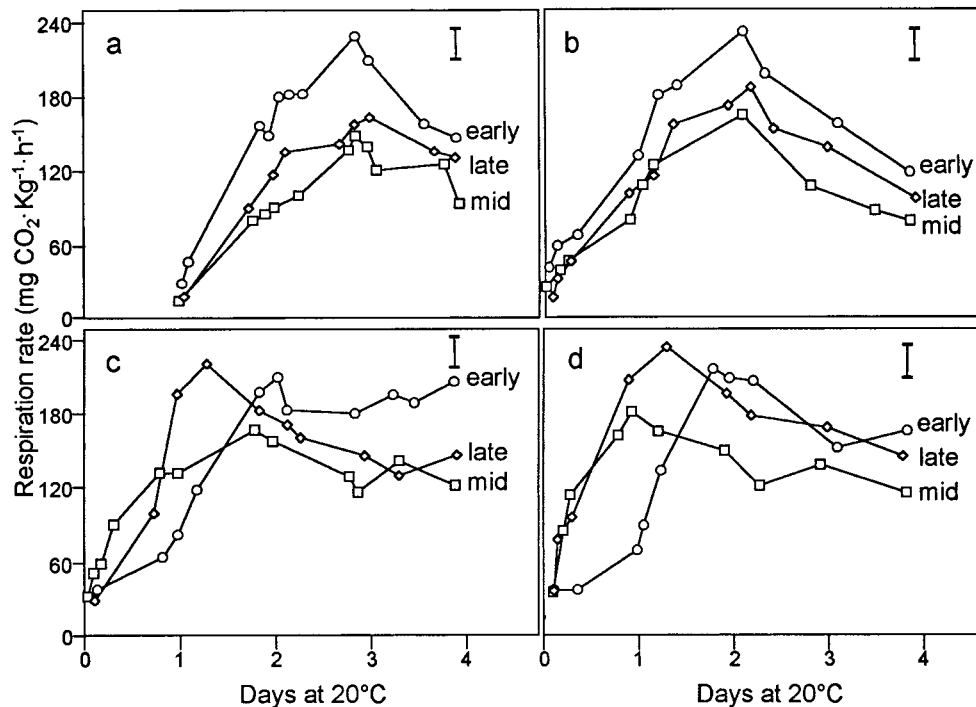 Respiration rate (mg CO₂·Kg⁻¹·h⁻¹)
240
180
120
60
0
a
early
late
mid
b
early
late
mid
240
180
120
60
0
c
early
late
mid
d
early
late
mid
0 1 2 3 4
0 1 2 3 4
Days at 20°C
Days at 20°C